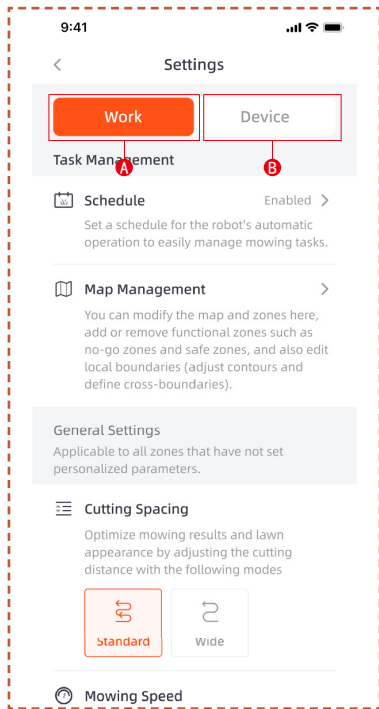 9:41
Settings
Work
Device
A
B
Task Management
Schedule
Enabled
Set a schedule for the robot's automatic
operation to easily manage mowing tasks.
Map Management
You can modify the map and zones here,
add or remove functional zones such as
no-go zones and safe zones, and also edit
local boundaries (adjust contours and
define cross-boundaries).
General Settings
Applicable to all zones that have not set
personalized parameters.
Cutting Spacing
Optimize mowing results and lawn
appearance by adjusting the cutting
distance with the following modes
Standard
Wide
Mowing Speed